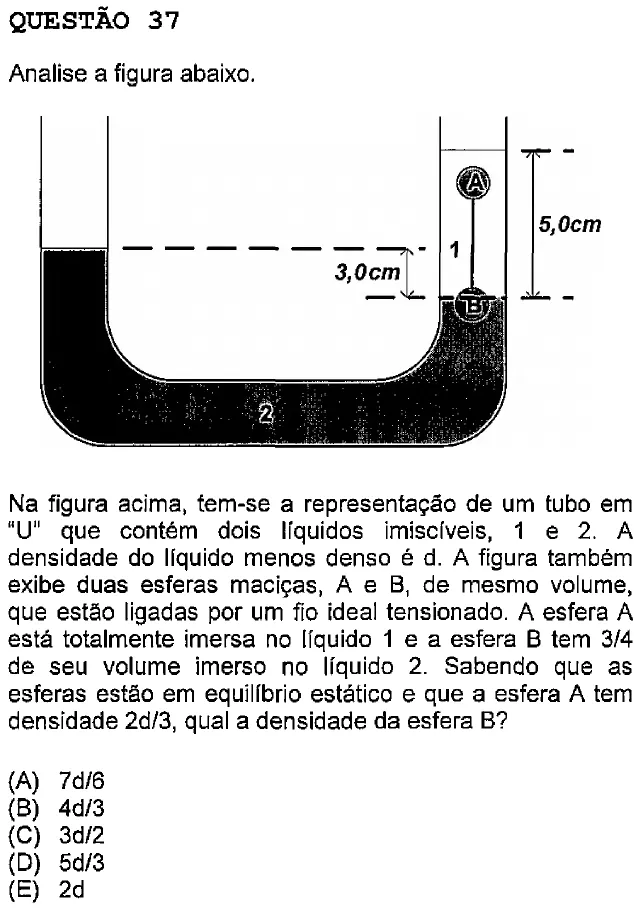 QUESTÃO 37
Analise a figura abaixo.
A
5,0cm
1
3,0cm
B
2
Na figura acima, tem-se a representação de um tubo em
"U" que contém dois líquidos imiscíveis, 1 e 2. A
densidade do líquido menos denso é d. A figura também
exibe duas esferas maciças, A e B, de mesmo volume,
que estão ligadas por um fio ideal tensionado. A esfera A
está totalmente imersa no líquido 1 e a esfera B tem 3/4
de seu volume imerso no líquido 2. Sabendo que as
esferas estão em equilíbrio estático e que a esfera A tem
densidade 2d/3, qual a densidade da esfera B?
(A) 7d/6
(B) 4d/3
(C) 3d/2
(D) 5d/3
(E) 2d